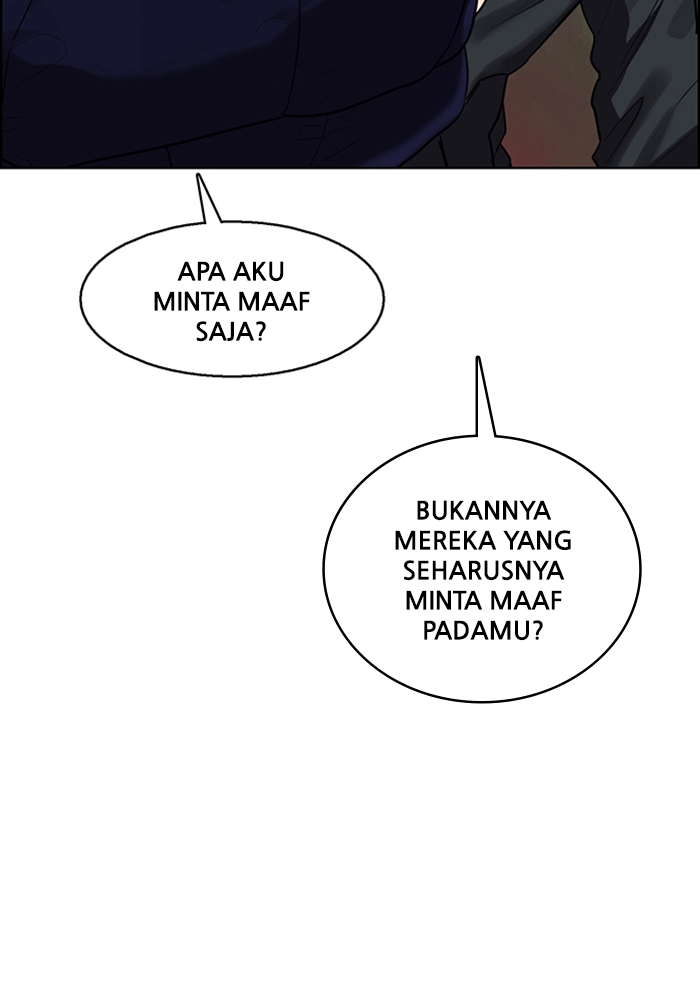 APA AKU
MINTA MAAF
SAJA?
BUKANNYA
MEREKA YANG
SEHARUSNYA
MINTA MAAF
PADAMU?